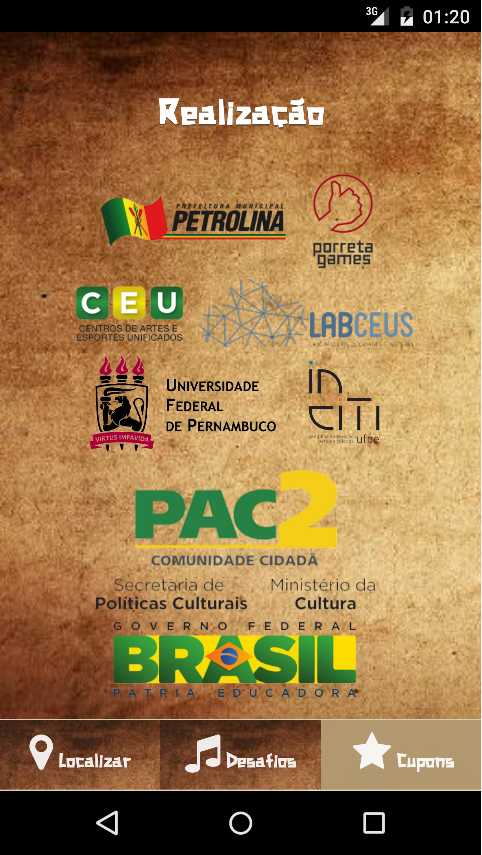 3G 01:20
Realização
PREFEITURA MUNICIPAL
PETROLINA
porreta
games
CEU
CENTROS DE ARTES E
ESPORTES UNIFICADOS
LABCEUS
UNIVERSIDADE
FEDERAL
DE PERNAMBUCO
VIRTUS IMPAVIDA
INCITI
ufpe
PAC2
COMUNIDADE CIDADÃ
Secretaria de
Políticas Culturais
Ministério da
Cultura
GOVERNO FEDERAL
BRASIL
PÁTRIA EDUCADORA
Localizar
Desafios
Cupons